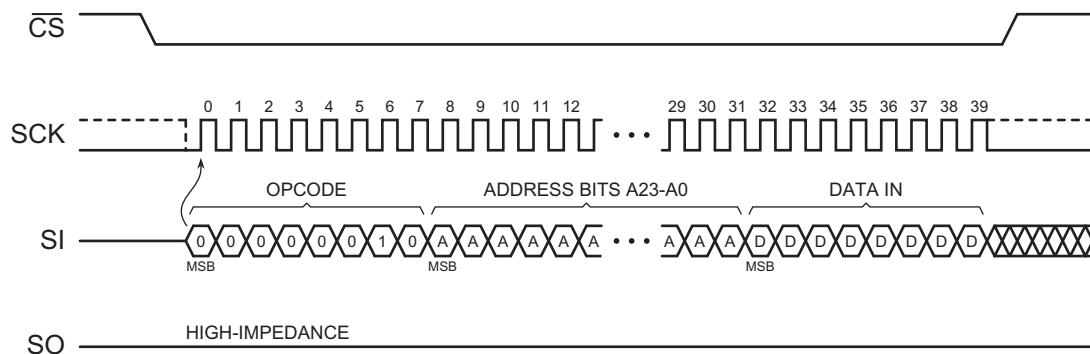 CS
0 1 2 3 4 5 6 7 8 9 10 11 12 29 30 31 32 33 34 35 36 37 38 39
SCK
OPCODE ADDRESS BITS A23-A0 DATA IN
SI 0 0 0 0 0 0 1 0 A A A A A A A A A D D D D D D D D
MSB MSB MSB
HIGH-IMPEDANCE
SO